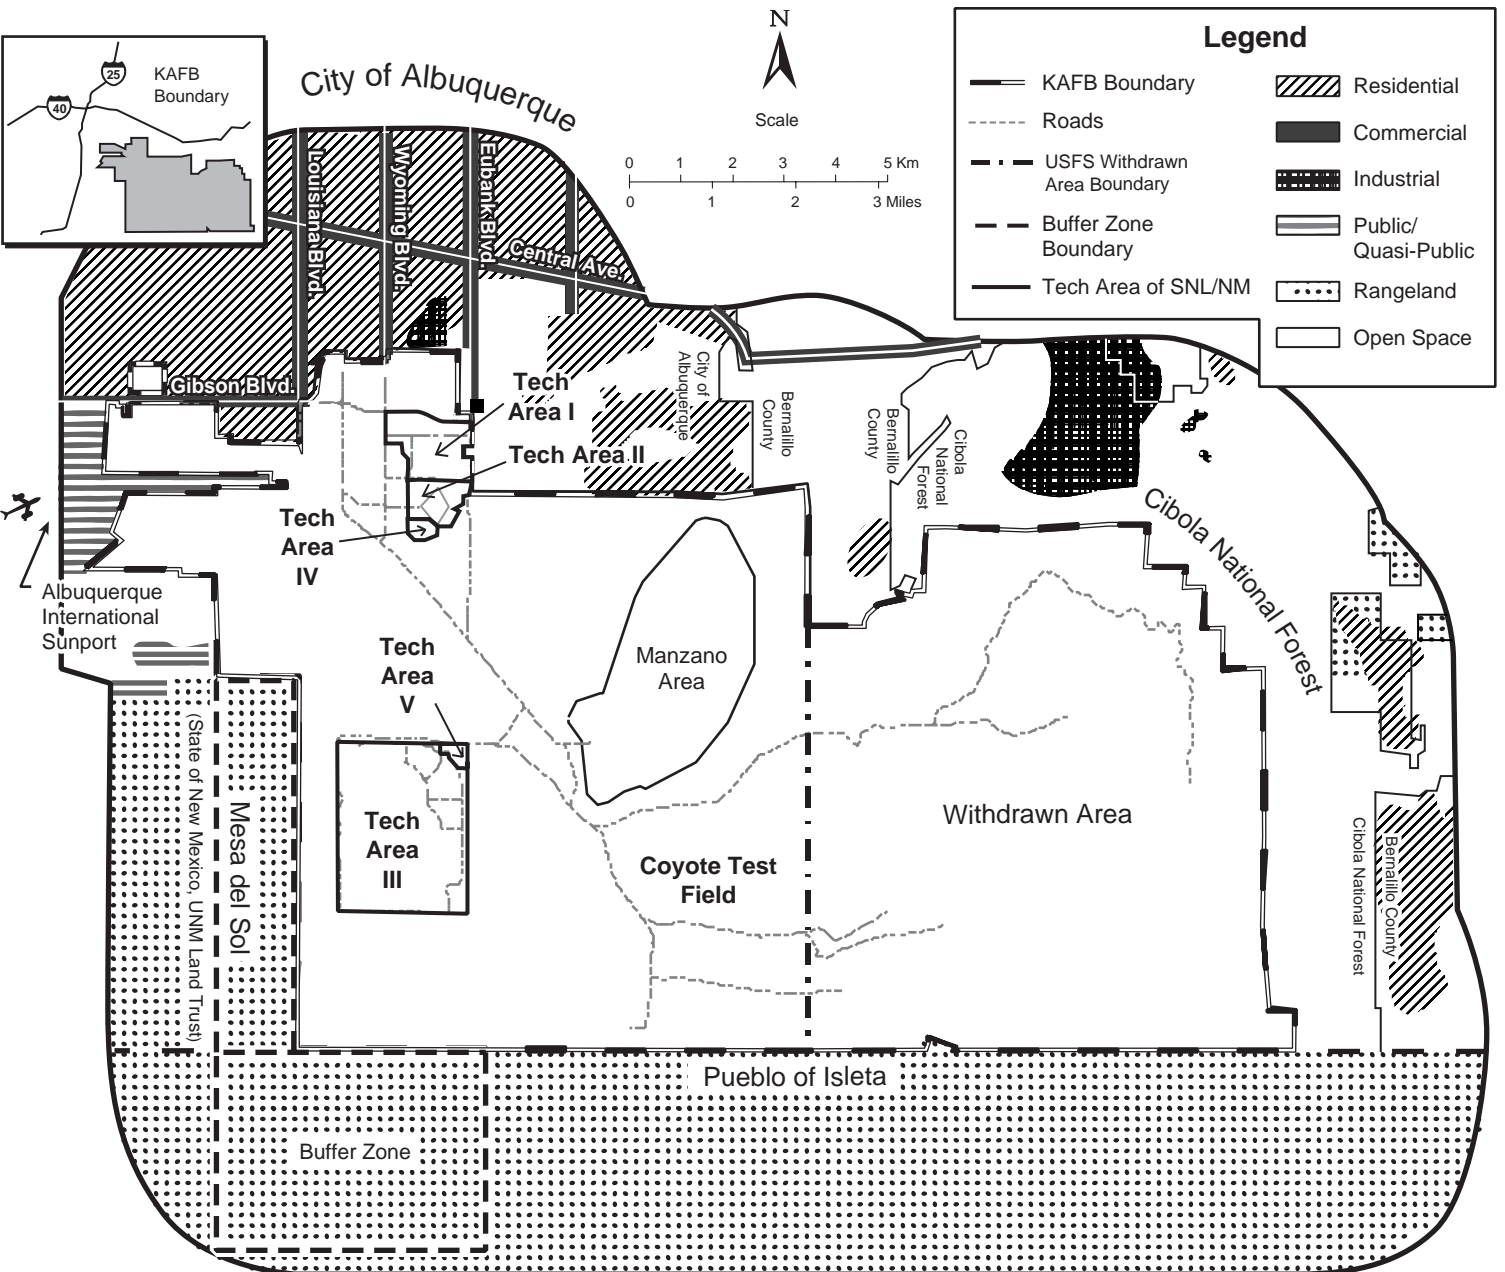 City of Albuquerque
N
Scale
0 1 2 3 4 5 Km
0 1 2 3 Miles
25
40
KAFB
Boundary
Legend
KAFB Boundary
Roads
USFS Withdrawn
Area Boundary
Buffer Zone
Boundary
Tech Area of SNL/NM
Residential
Commercial
Industrial
Public/
Quasi-Public
Rangeland
Open Space
Louisiana Blvd.
Wyoming Blvd.
Eubank Blvd.
Central Ave.
Gibson Blvd.
Tech
Area I
Tech Area II
Tech
Area
IV
City of
Albuquerque
Bernalillo
County
Bernalillo
County
Cibola
National
Forest
Cibola National Forest
Albuquerque
International
Sunport
Tech
Area
V
Manzano
Area
Tech
Area
III
Withdrawn Area
Coyote Test
Field
Mesa del Sol
(State of New Mexico, UNM Land Trust)
Bernalillo County
Cibola National Forest
Pueblo of Isleta
Buffer Zone